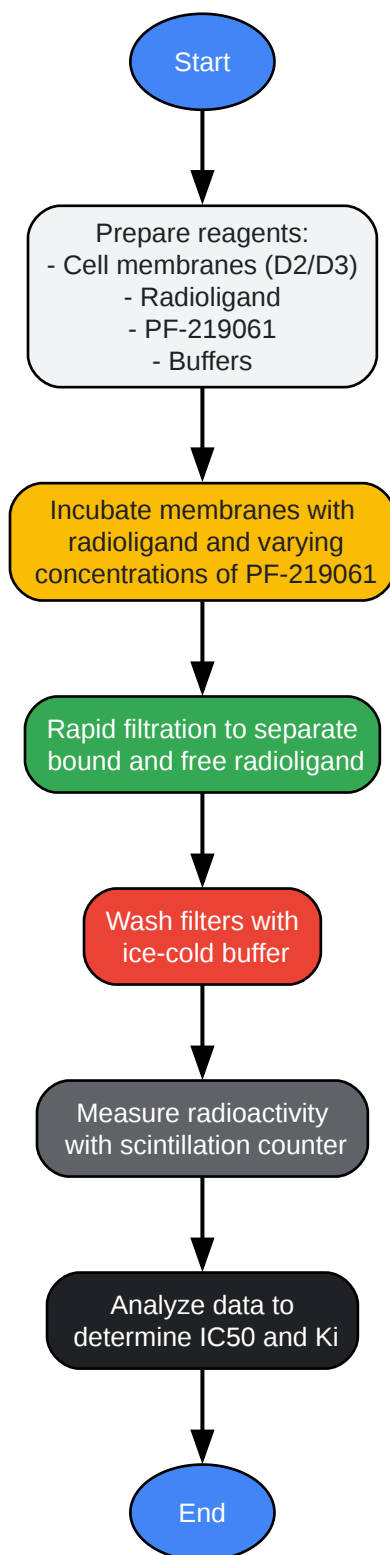 Start
Prepare reagents:
- Cell membranes (D2/D3)
- Radioligand
- PF-219061
- Buffers
Incubate membranes with
radioligand and varying
concentrations of PF-219061
Rapid filtration to separate
bound and free radioligand
Wash filters with
ice-cold buffer
Measure radioactivity
with scintillation counter
Analyze data to
determine IC50 and Ki
End